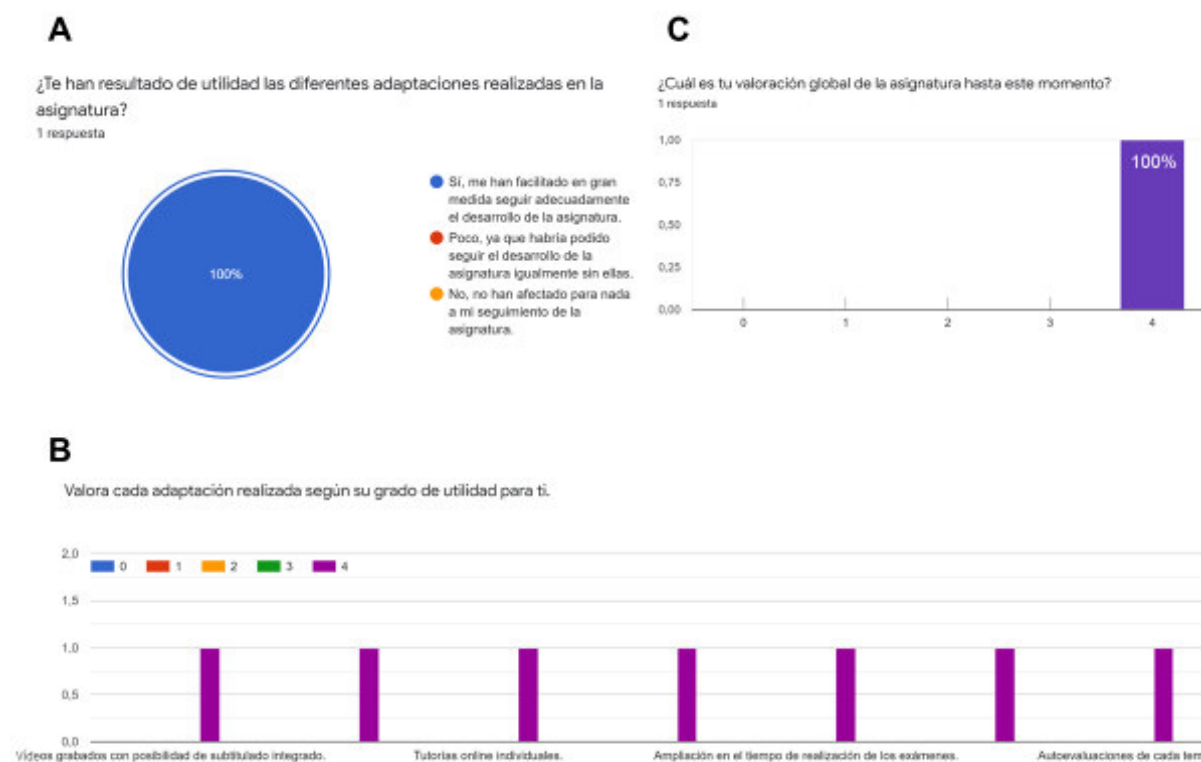 A
¿Te han resultado de utilidad las diferentes adaptaciones realizadas en la
asignatura?
1 respuesta
100%
Sí, me han facilitado en gran
medida seguir adecuadamente
el desarrollo de la asignatura.
Poco, ya que habría podido
seguir el desarrollo de la
asignatura igualmente sin ellas.
No, no han afectado para nada
a mi seguimiento de la
asignatura.
C
¿Cuál es tu valoración global de la asignatura hasta este momento?
1 respuesta
1,00
0,75
0,50
0,25
0,00
100%
0 1 2 3 4
B
Valora cada adaptación realizada según su grado de utilidad para ti.
2,0
1,5
1,0
0,5
0,0
0 1 2 3 4
Vídeos grabados con posibilidad de subtitulado integrado. Tutorías online individuales. Ampliación en el tiempo de realización de los exámenes. Autoevaluaciones de cada